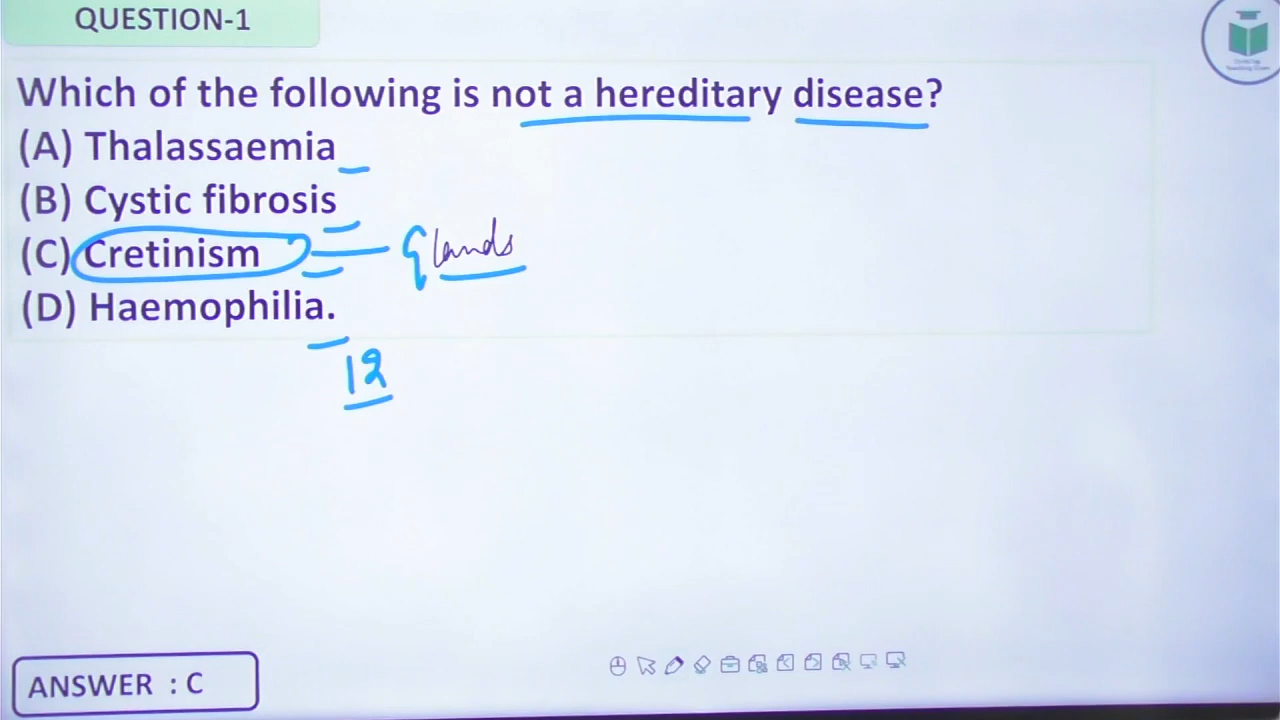 QUESTION-1
Which of the following is not a hereditary disease?
(A) Thalassaemia
(B) Cystic fibrosis
(C) Cretinism
Glands
(D) Haemophilia.
12
ANSWER : C